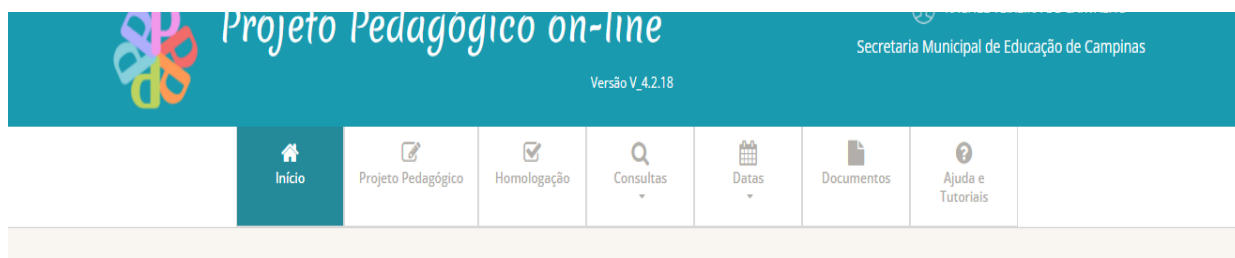 Projeto Pedagógico on-line
Secretaria Municipal de Educação de Campinas
Versão V_4.2.18
Início
Projeto Pedagógico
Homologação
Consultas
Datas
Documentos
Ajuda e
Tutoriais